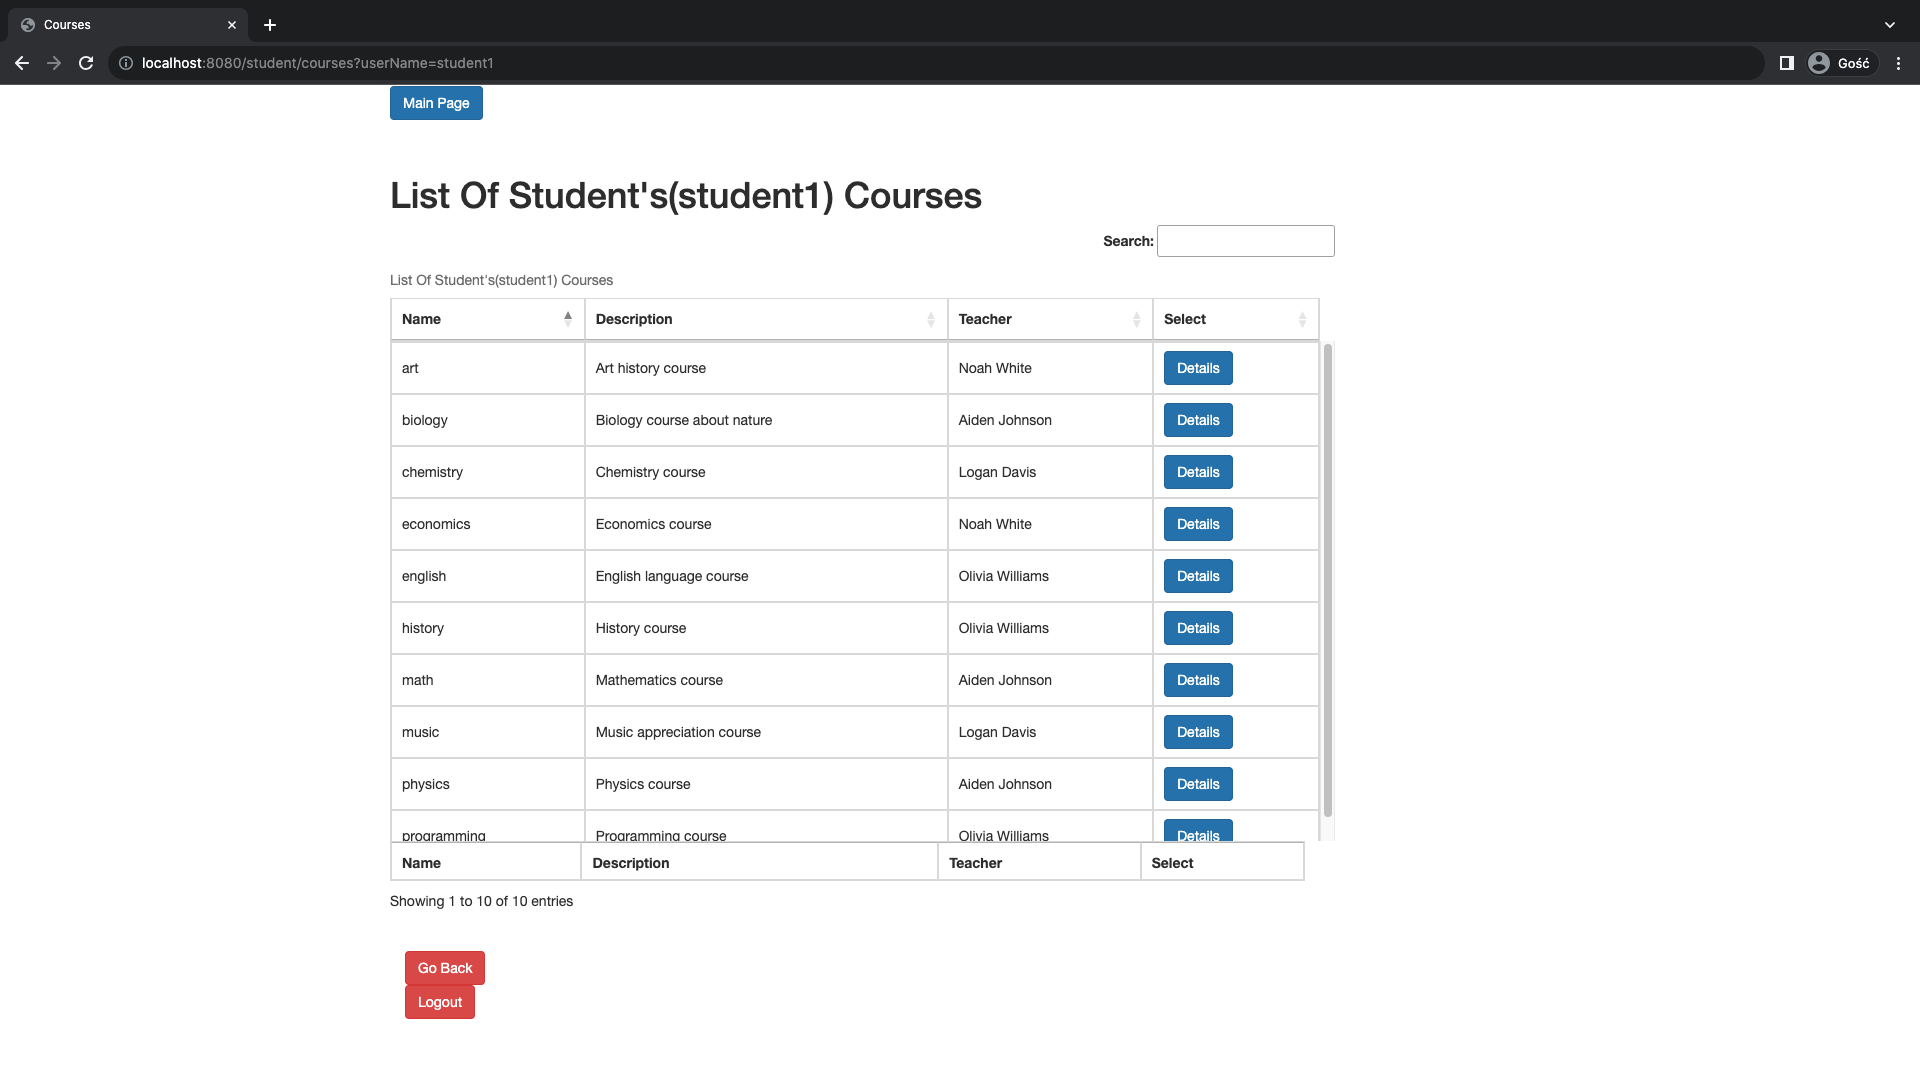 Courses
localhost:8080/student/courses?userName=student1
Gość
Main Page
List Of Student's(student1) Courses
Search:
List Of Student's(student1) Courses
Name Description Teacher Select
art Art history course Noah White Details
biology Biology course about nature Aiden Johnson Details
chemistry Chemistry course Logan Davis Details
economics Economics course Noah White Details
english English language course Olivia Williams Details
history History course Olivia Williams Details
math Mathematics course Aiden Johnson Details
music Music appreciation course Logan Davis Details
physics Physics course Aiden Johnson Details
programming Programming course Olivia Williams Details
Name Description Teacher Select
Showing 1 to 10 of 10 entries
Go Back
Logout